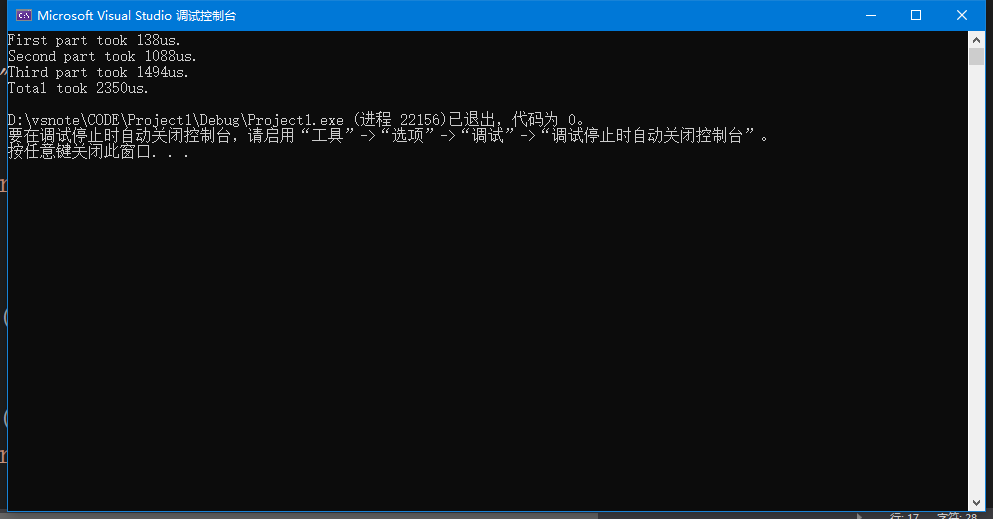 Microsoft Visual Studio 调试控制台
First part took 138us.
Second part took 1088us.
Third part took 1494us.
Total took 2350us.
D:\vsnote\CODE\Project1\Debug\Project1.exe (进程 22156)已退出，代码为 0。
要在调试停止时自动关闭控制台，请启用“工具”->“选项”->“调试”->“调试停止时自动关闭控制台”。
按任意键关闭此窗口. . .
行: 17 字符: 28